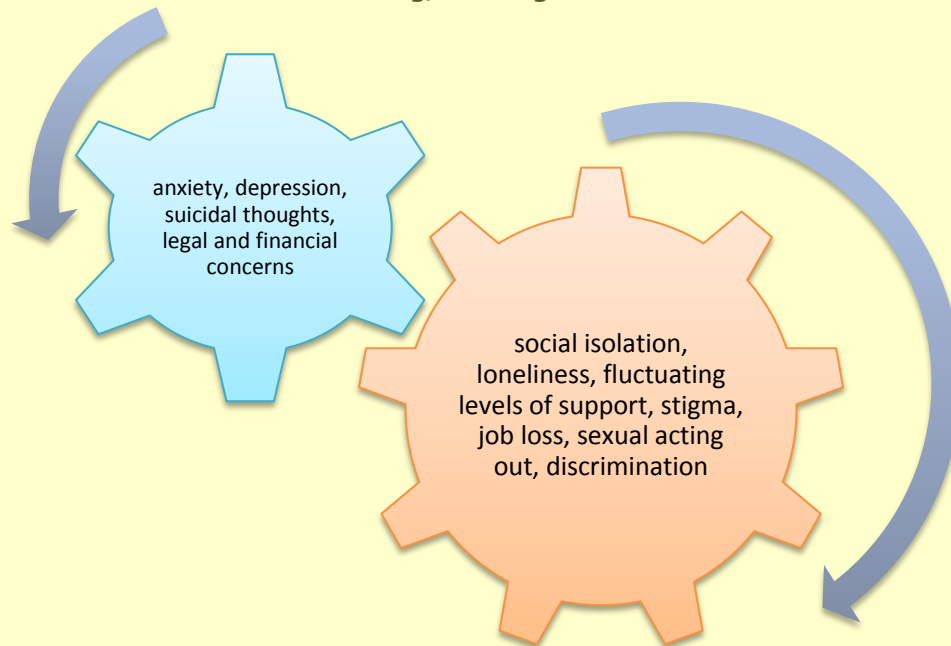 anxiety, depression,
suicidal thoughts,
legal and financial
concerns
social isolation,
loneliness, fluctuating
levels of support, stigma,
job loss, sexual acting
out, discrimination